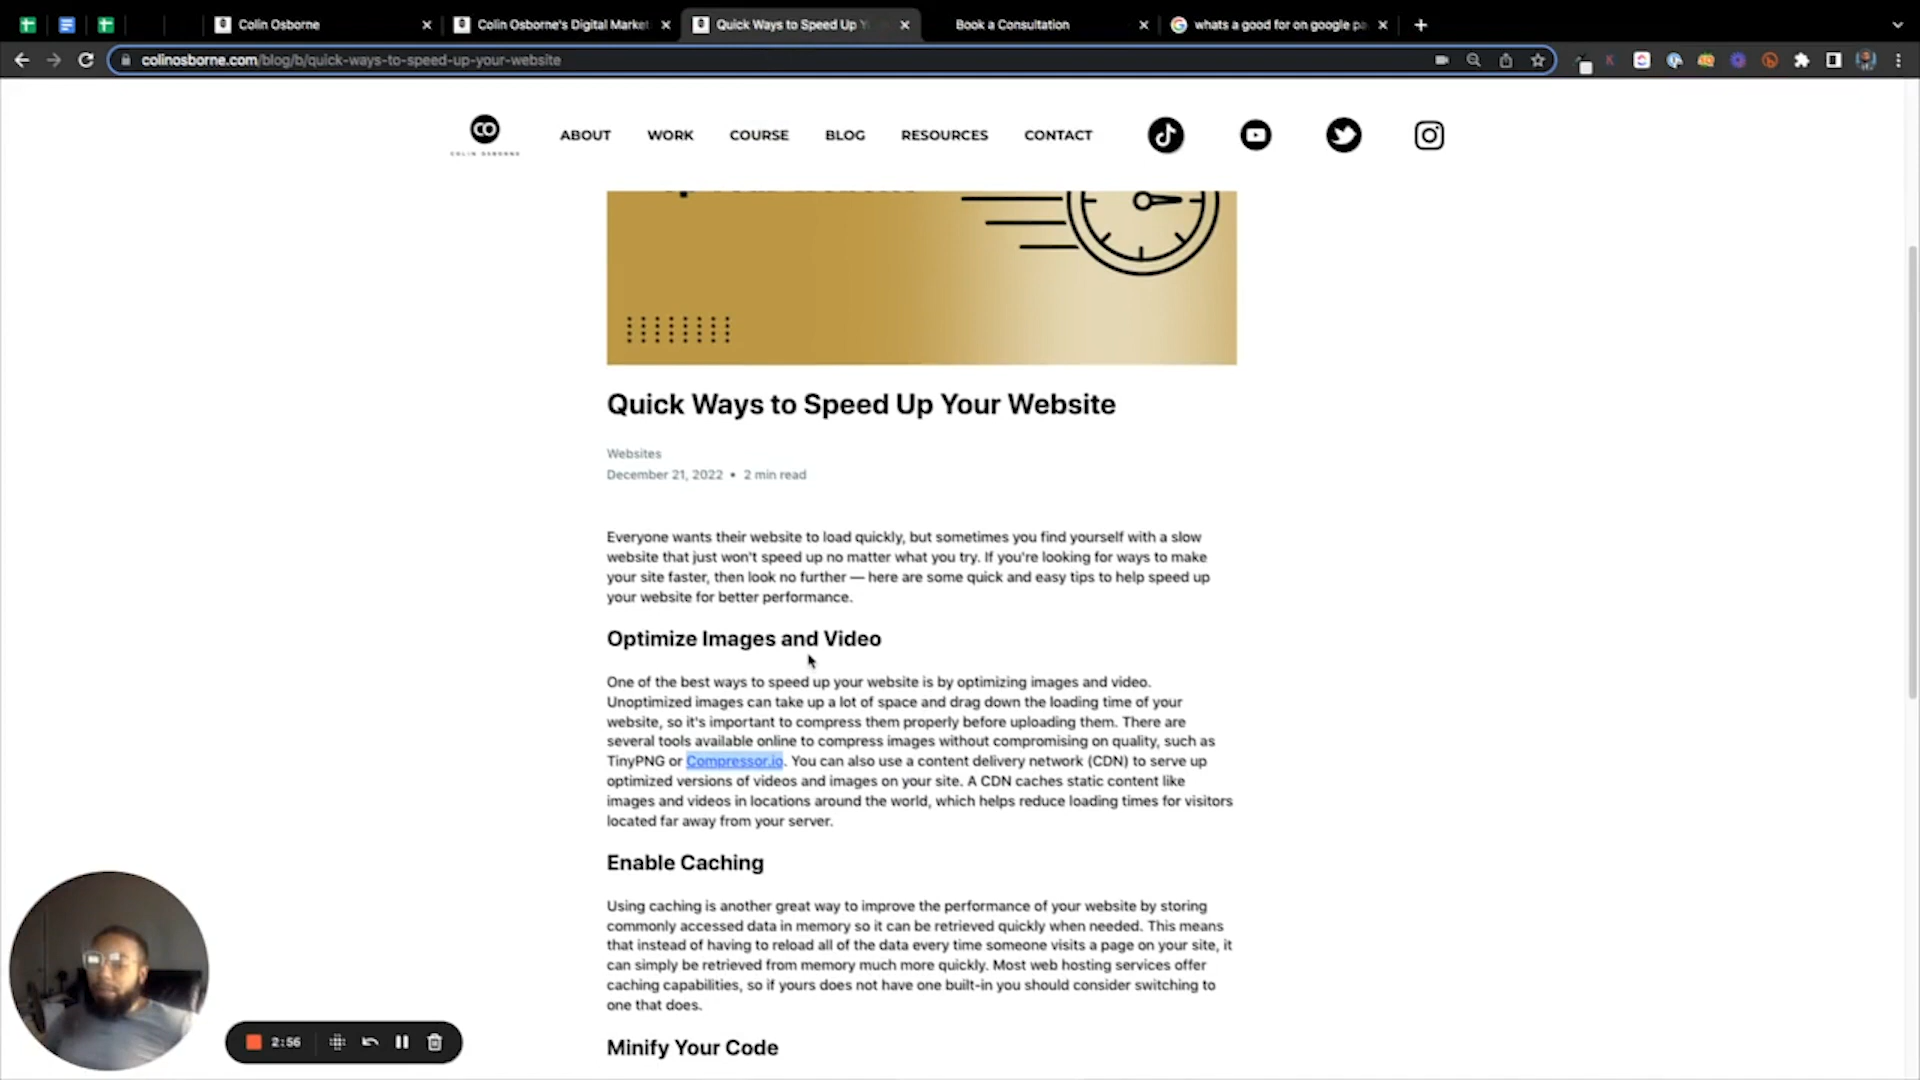 Colin Osborne
Colin Osborne's Digital Market
Quick Ways to Speed Up Y
Book a Consultation
whats a good for on google pa
colinosborne.com/blog/b/quick-ways-to-speed-up-your-website
CO
COLIN OSBORNE
ABOUT
WORK
COURSE
BLOG
RESOURCES
CONTACT
Quick Ways to Speed Up Your Website
Websites
December 21, 2022 • 2 min read
Everyone wants their website to load quickly, but sometimes you find yourself with a slow
website that just won't speed up no matter what you try. If you're looking for ways to make
your site faster, then look no further — here are some quick and easy tips to help speed up
your website for better performance.
Optimize Images and Video
One of the best ways to speed up your website is by optimizing images and video.
Unoptimized images can take up a lot of space and drag down the loading time of your
website, so it's important to compress them properly before uploading them. There are
several tools available online to compress images without compromising on quality, such as
TinyPNG or Compressor.io. You can also use a content delivery network (CDN) to serve up
optimized versions of videos and images on your site. A CDN caches static content like
images and videos in locations around the world, which helps reduce loading times for visitors
located far away from your server.
Enable Caching
Using caching is another great way to improve the performance of your website by storing
commonly accessed data in memory so it can be retrieved quickly when needed. This means
that instead of having to reload all of the data every time someone visits a page on your site, it
can simply be retrieved from memory much more quickly. Most web hosting services offer
caching capabilities, so if yours does not have one built-in you should consider switching to
one that does.
Minify Your Code
2:56